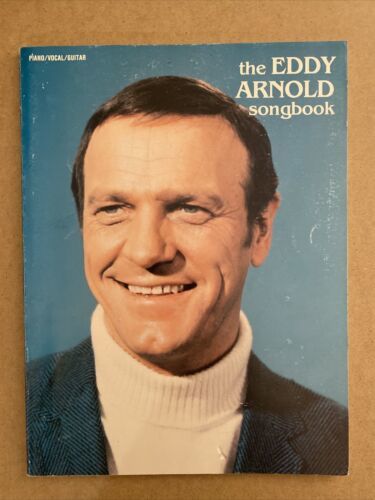 PIANO/VOCAL/GUITAR
the EDDY
ARNOLD
songbook